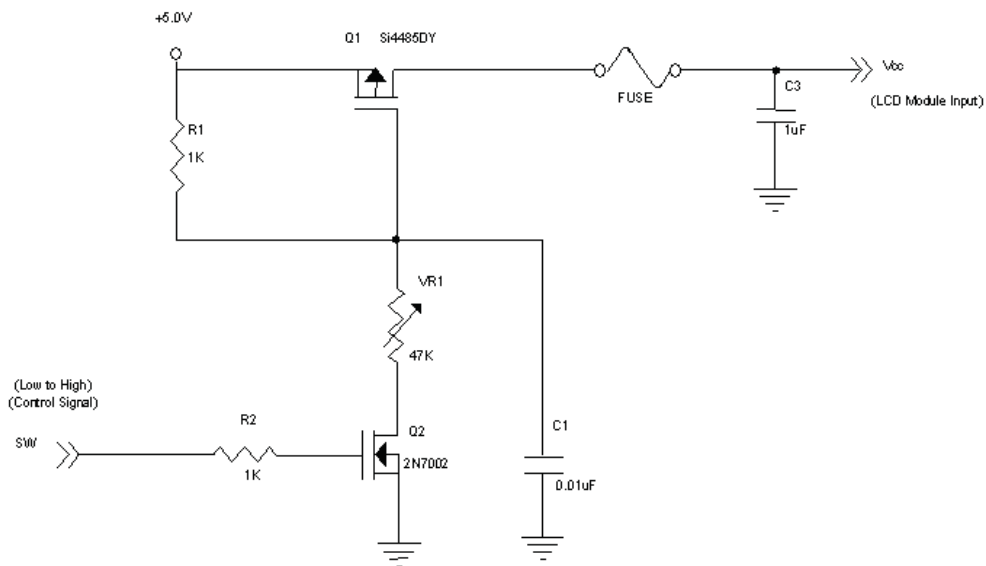 +5.0V
Q1 Si4485DY
FUSE
Vcc
(LCD Module Input)
C3
1uF
R1
1K
VR1
47K
(Low to High)
(Control Signal)
SW
R2
1K
Q2
2N7002
C1
0.01uF